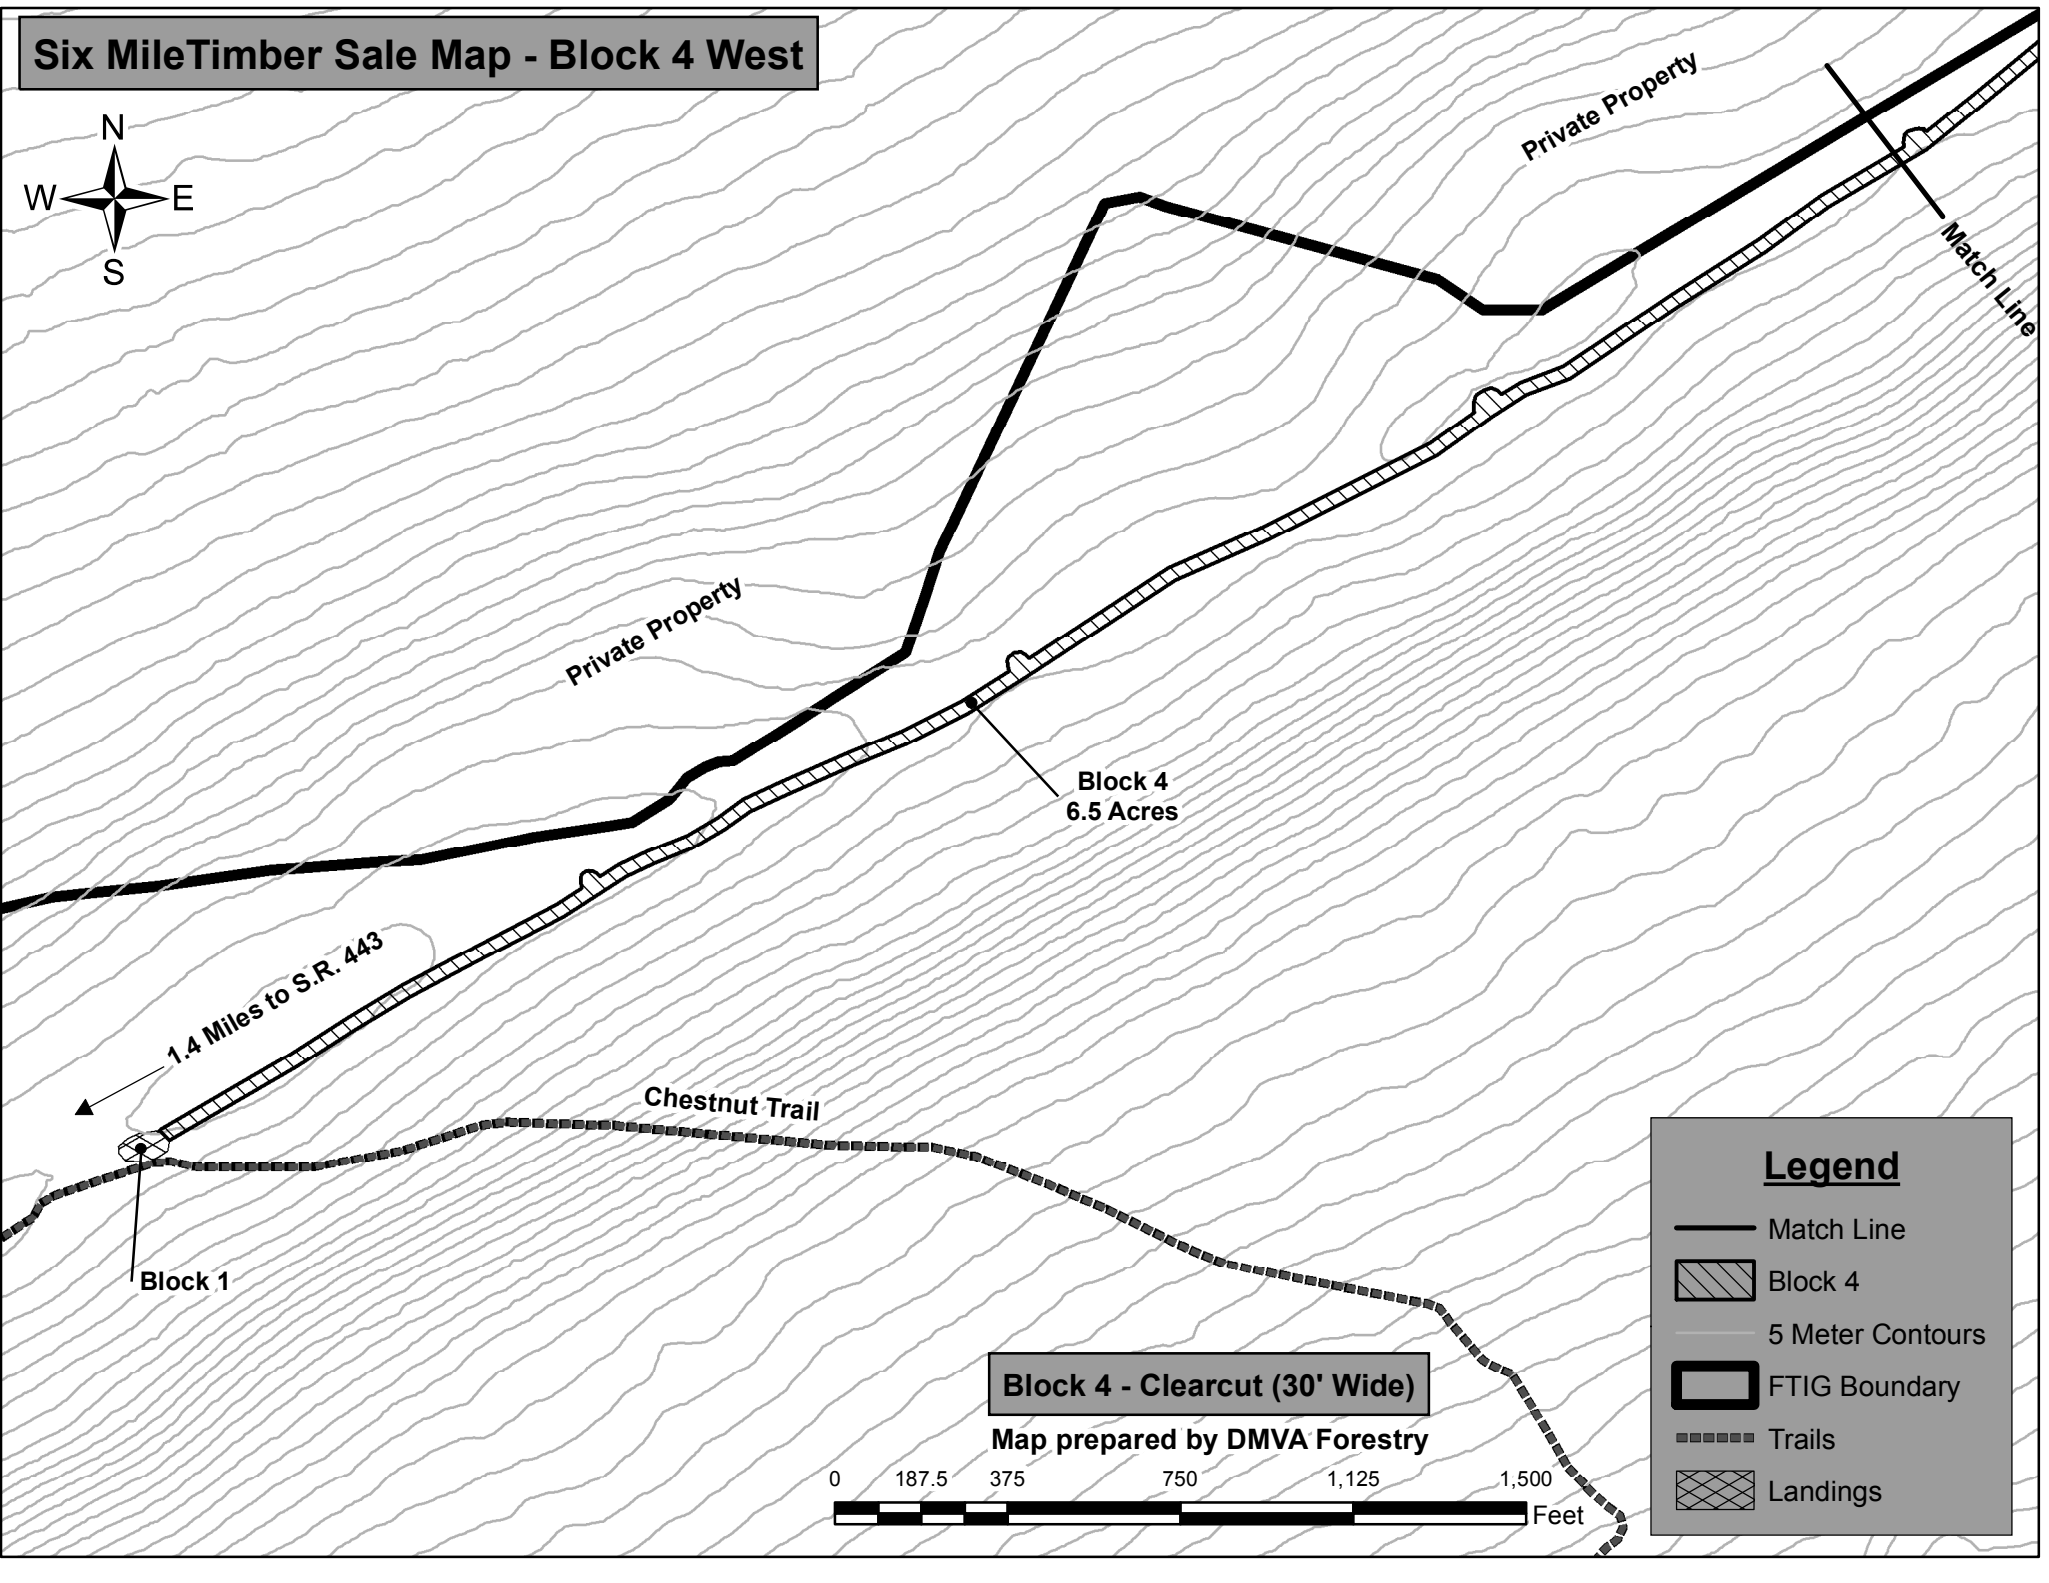 Six MileTimber Sale Map - Block 4 West
N
W E
S
Private Property
Match Line
Private Property
Block 4
6.5 Acres
1.4 Miles to S.R. 443
Chestnut Trail
Block 1
Legend
Match Line
Block 4
5 Meter Contours
FTIG Boundary
Trails
Landings
Block 4 - Clearcut (30' Wide)
Map prepared by DMVA Forestry
0 187.5 375 750 1,125 1,500
Feet